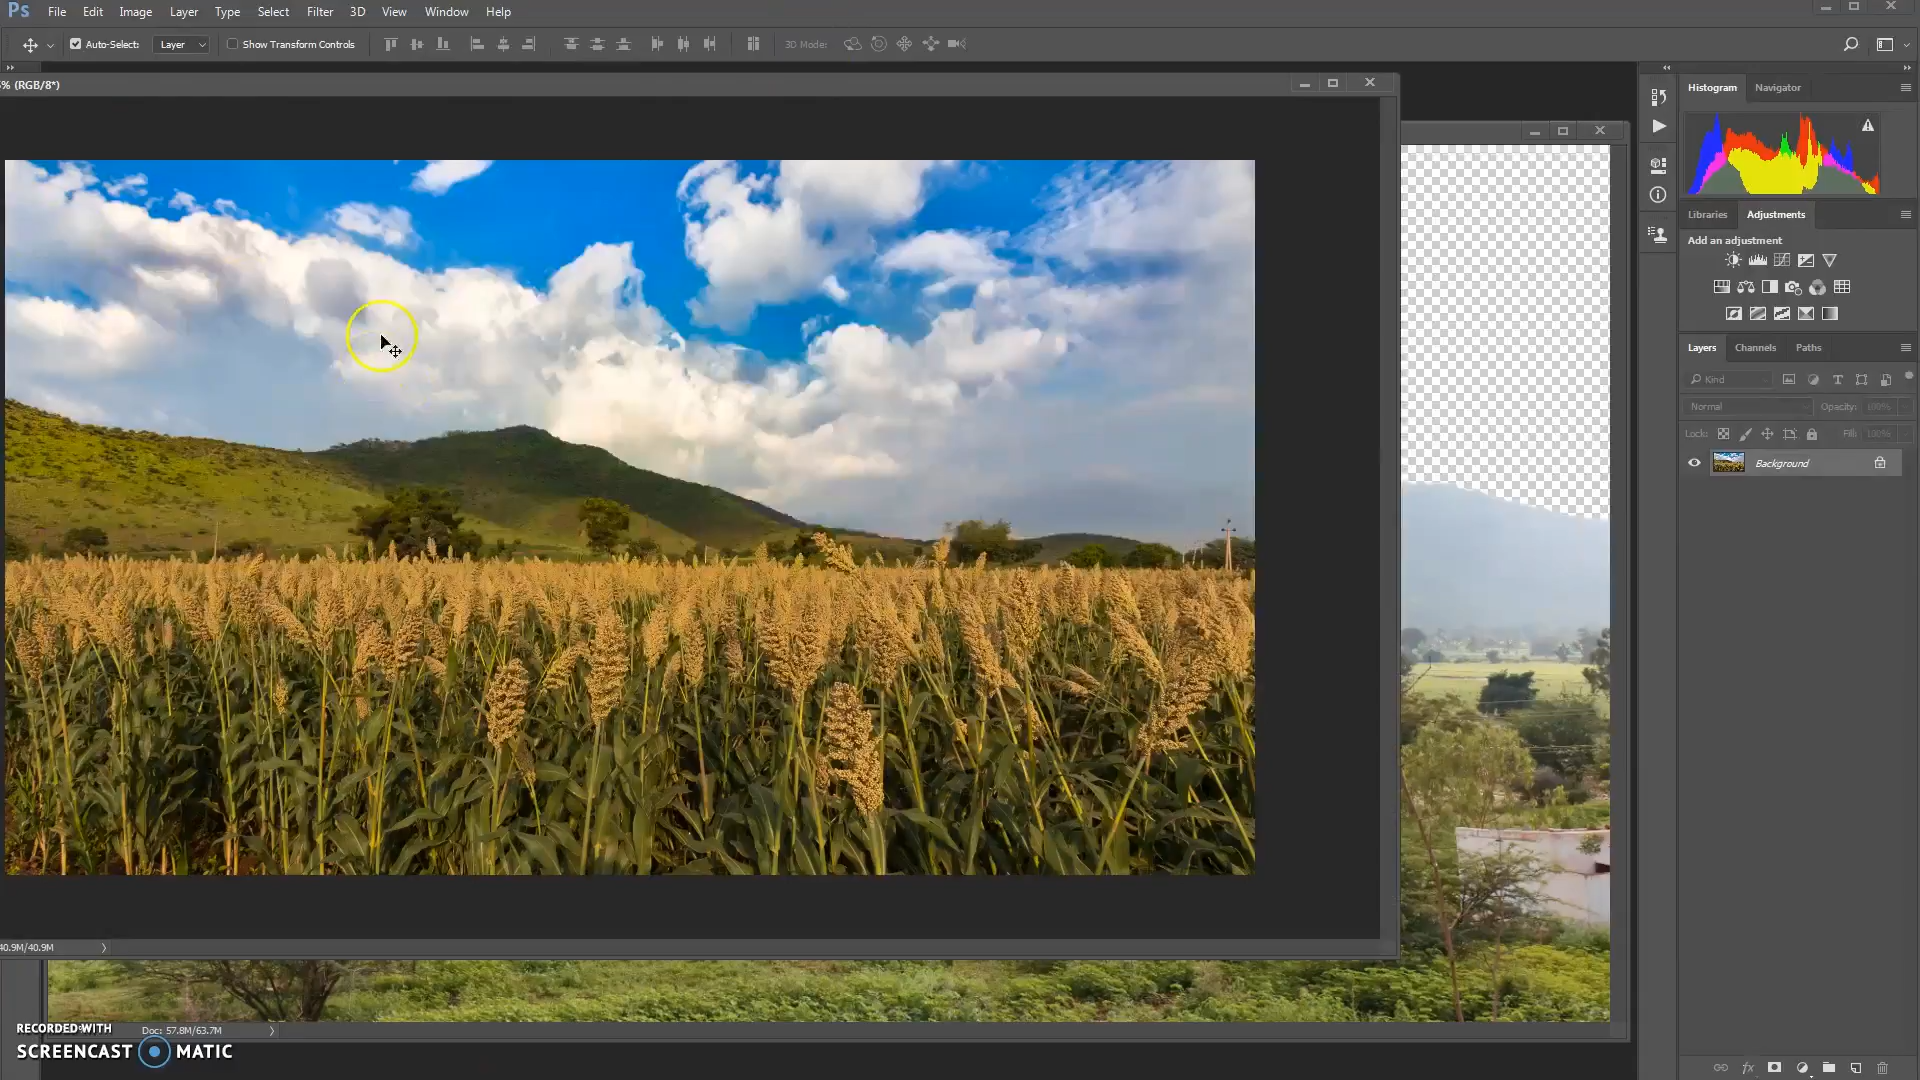 Ps File Edit Image Layer Type Select Filter 3D View Window Help
Auto-Select: Layer Show Transform Controls 3D Mode:
% (RGB/8*)
Histogram Navigator
Libraries Adjustments
Add an adjustment
Layers Channels Paths
Kind
Normal Opacity: 100%
Lock: Fill: 100%
Background
40.9M/40.9M
Doc: 57.8M/63.7M
RECORDED WITH
SCREENCAST MATIC